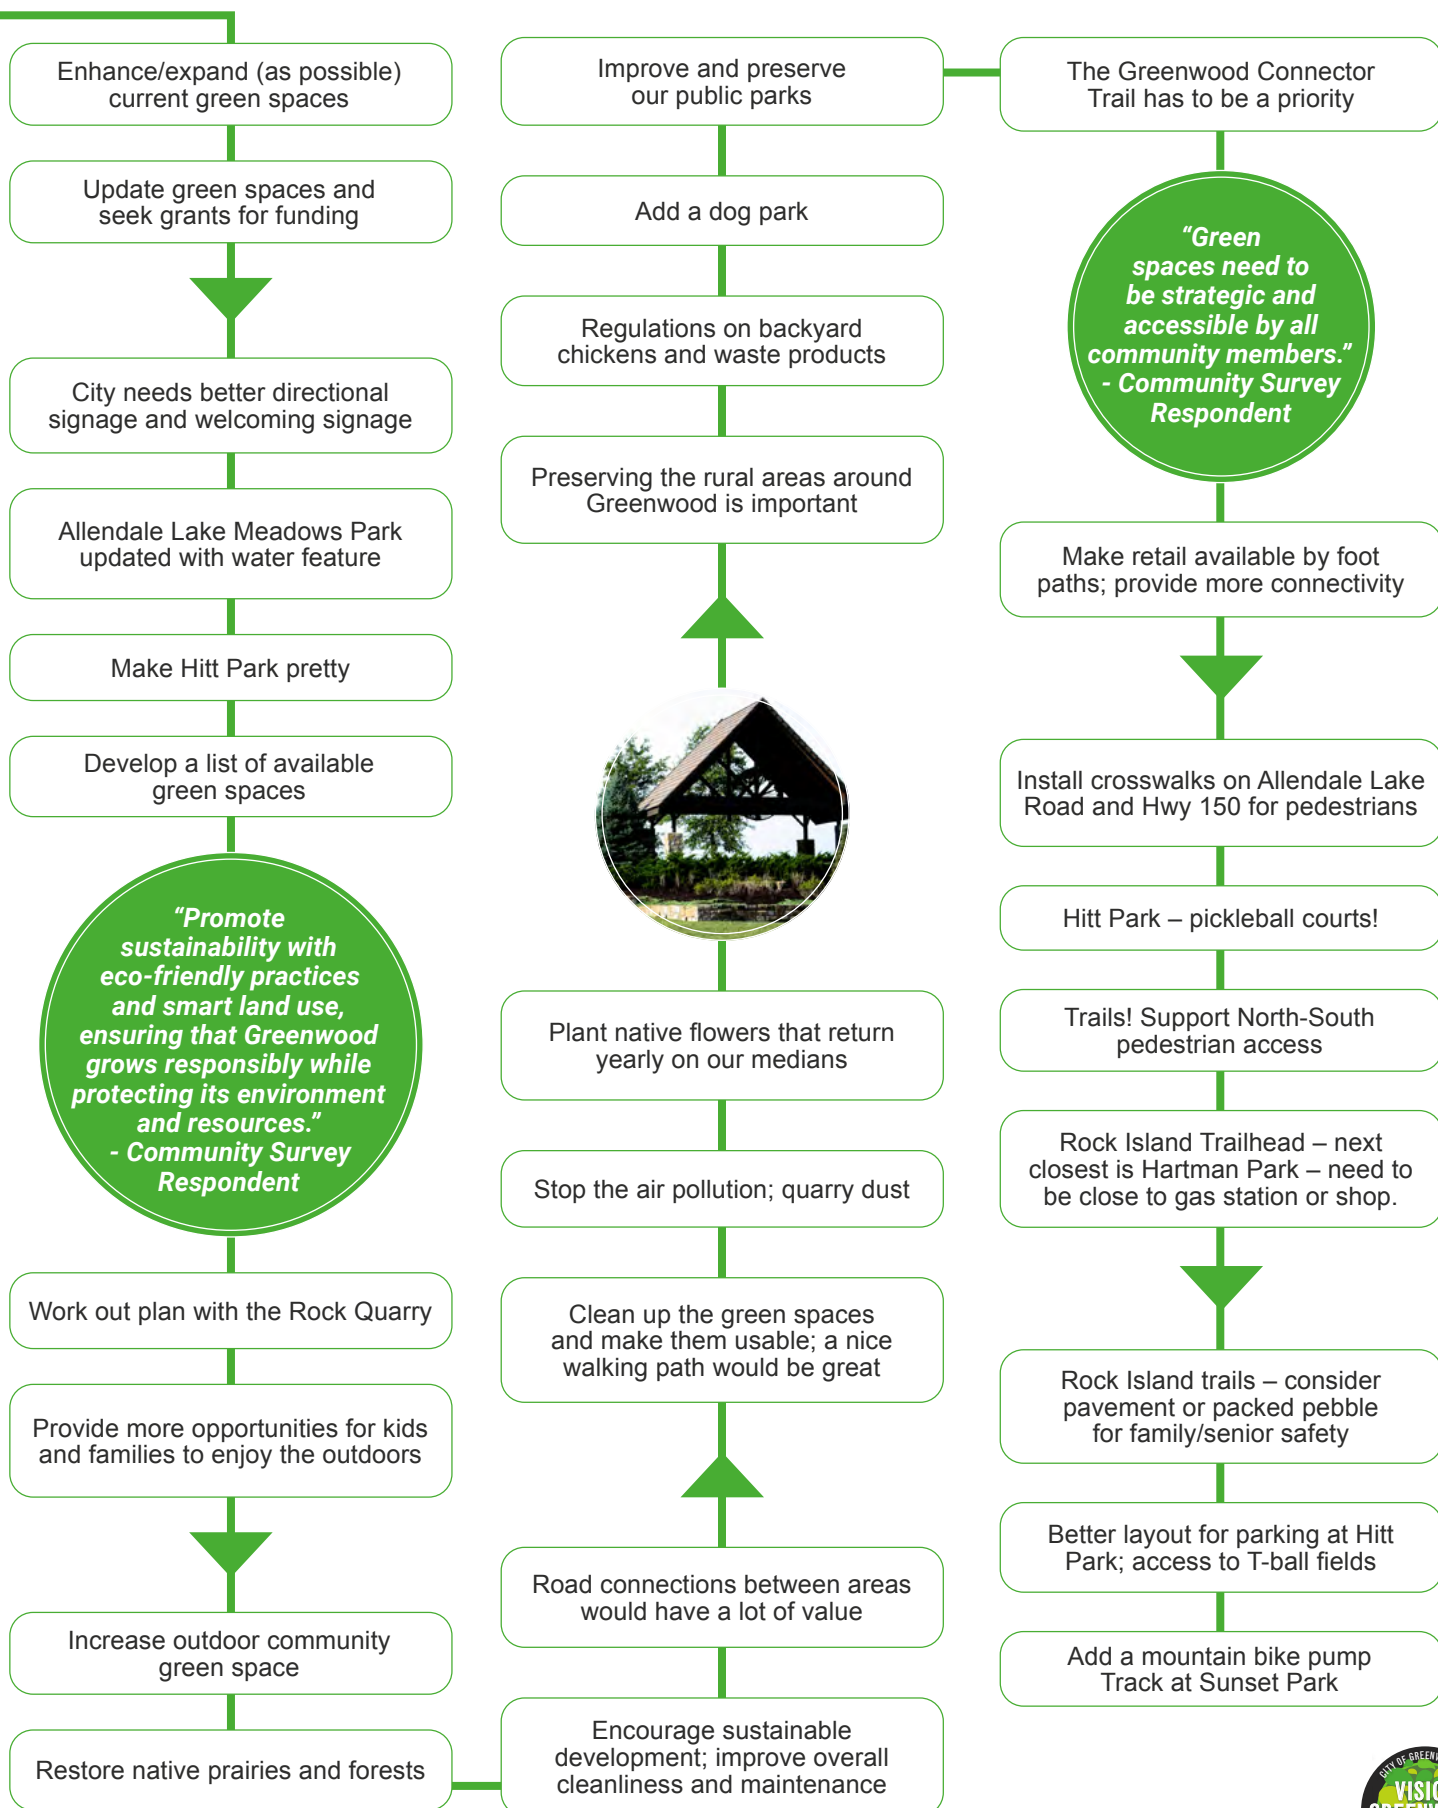 Enhance/expand (as possible)
current green spaces
Update green spaces and
seek grants for funding
City needs better directional
signage and welcoming signage
Allendale Lake Meadows Park
updated with water feature
Make Hitt Park pretty
Develop a list of available
green spaces
“Promote
sustainability with
eco-friendly practices
and smart land use,
ensuring that Greenwood
grows responsibly while
protecting its environment
and resources.”
- Community Survey
Respondent
Work out plan with the Rock Quarry
Provide more opportunities for kids
and families to enjoy the outdoors
Increase outdoor community
green space
Restore native prairies and forests
Encourage sustainable
development; improve overall
cleanliness and maintenance
Road connections between areas
would have a lot of value
Clean up the green spaces
and make them usable; a nice
walking path would be great
Stop the air pollution; quarry dust
Plant native flowers that return
yearly on our medians
Preserving the rural areas around
Greenwood is important
Regulations on backyard
chickens and waste products
Add a dog park
Improve and preserve
our public parks
The Greenwood Connector
Trail has to be a priority
“Green
spaces need to
be strategic and
accessible by all
community members.”
- Community Survey
Respondent
Make retail available by foot
paths; provide more connectivity
Install crosswalks on Allendale Lake
Road and Hwy 150 for pedestrians
Hitt Park – pickleball courts!
Trails! Support North-South
pedestrian access
Rock Island Trailhead – next
closest is Hartman Park – need to
be close to gas station or shop.
Rock Island trails – consider
pavement or packed pebble
for family/senior safety
Better layout for parking at Hitt
Park; access to T-ball fields
Add a mountain bike pump
Track at Sunset Park
CITY OF